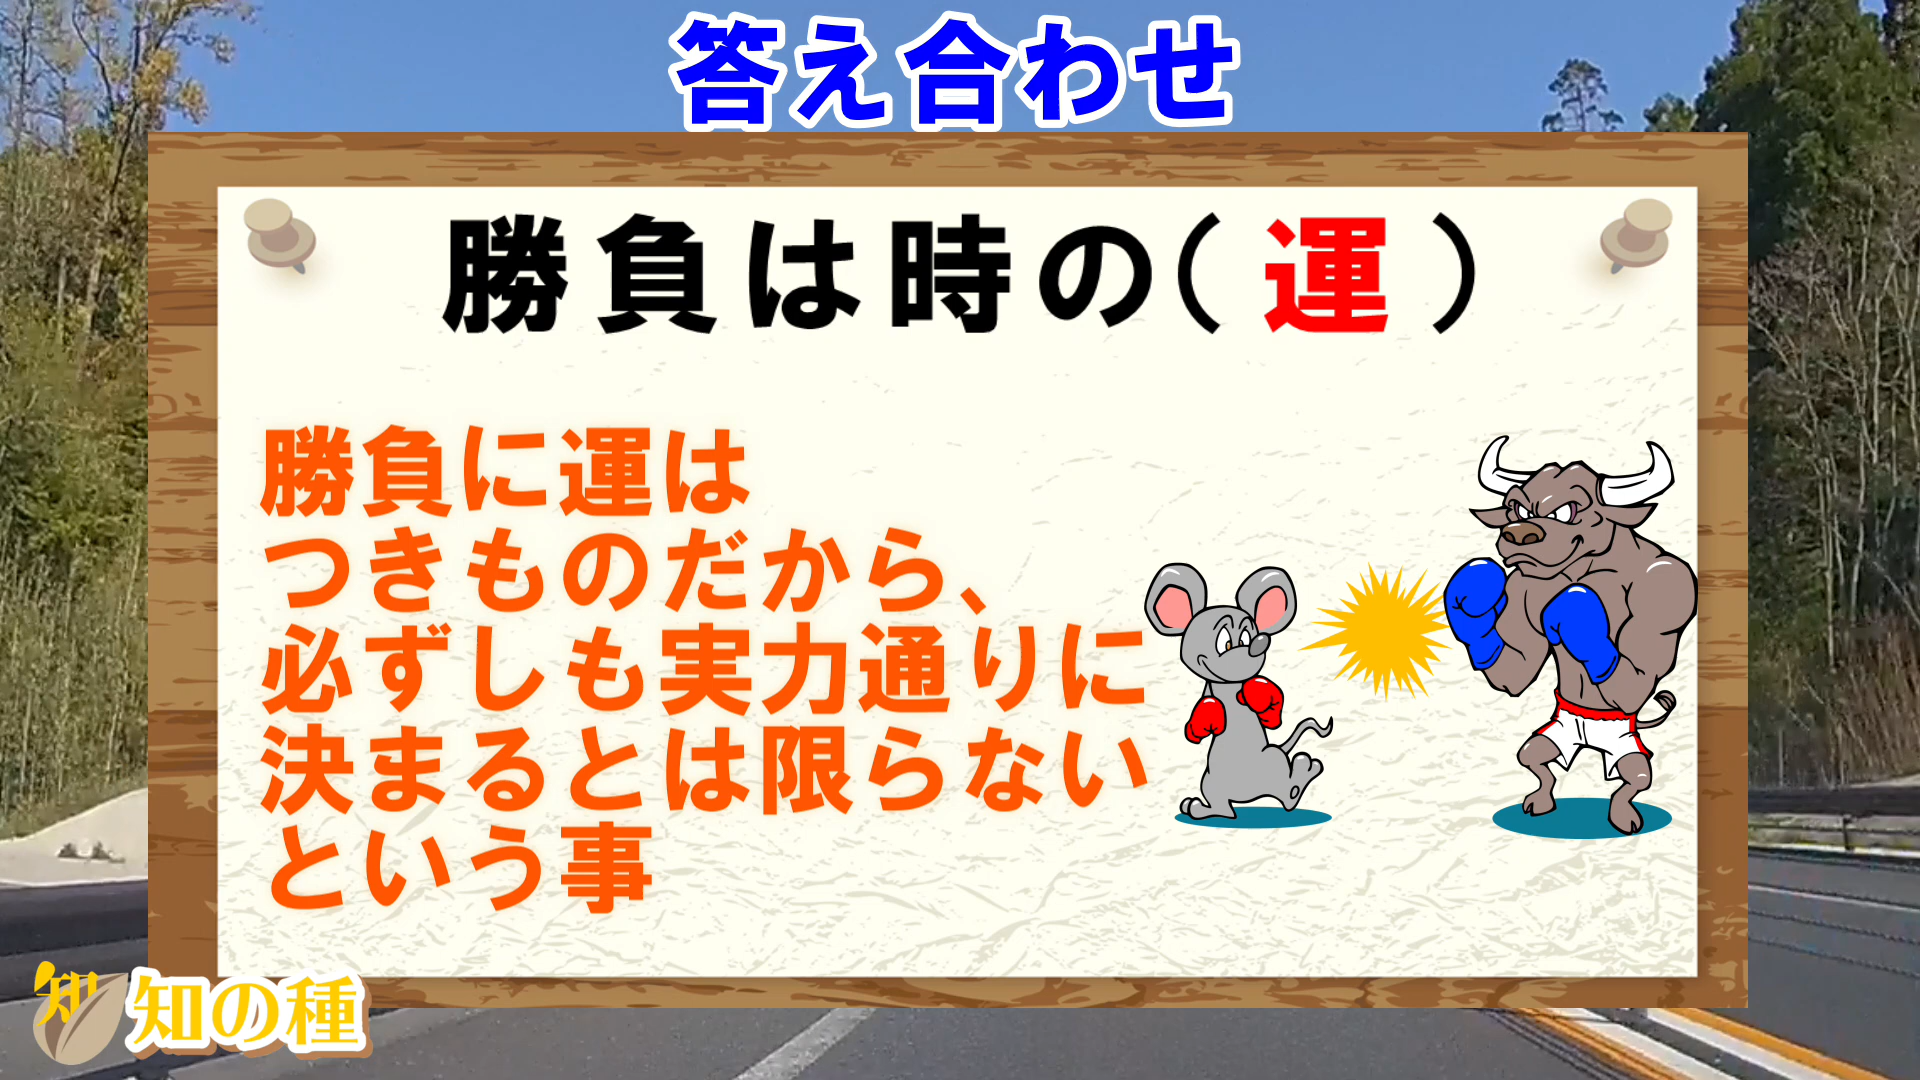 答え合わせ
勝負は時の（運）
勝負に運は
つきものだから、
必ずしも実力通りに
決まるとは限らない
という事
知 知の種